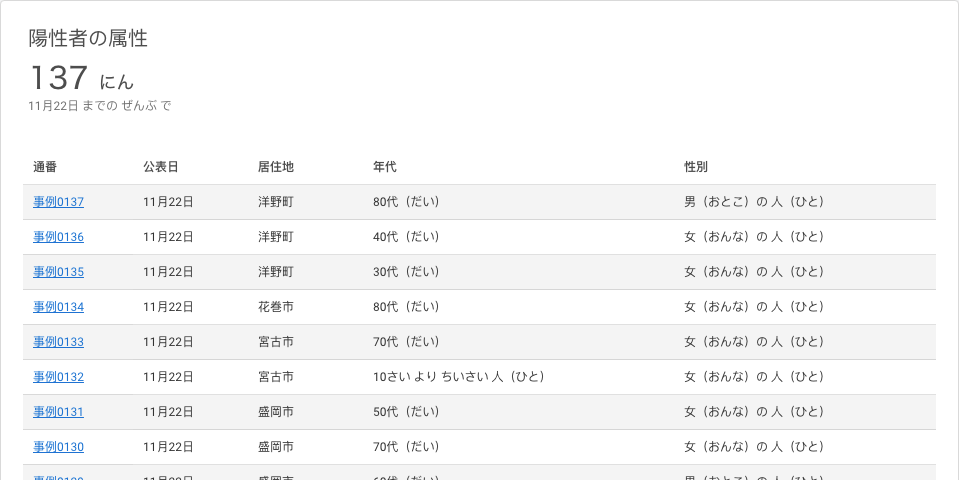 陽性者の属性
137 にん
11月22日 までの ぜんぶ で
通番 公表日 居住地 年代 性別
事例0137 11月22日 洋野町 80代（だい） 男（おとこ）の 人（ひと）
事例0136 11月22日 洋野町 40代（だい） 女（おんな）の 人（ひと）
事例0135 11月22日 洋野町 30代（だい） 女（おんな）の 人（ひと）
事例0134 11月22日 花巻市 80代（だい） 女（おんな）の 人（ひと）
事例0133 11月22日 宮古市 70代（だい） 女（おんな）の 人（ひと）
事例0132 11月22日 宮古市 10さい より ちいさい 人（ひと） 女（おんな）の 人（ひと）
事例0131 11月22日 盛岡市 50代（だい） 女（おんな）の 人（ひと）
事例0130 11月22日 盛岡市 70代（だい） 女（おんな）の 人（ひと）